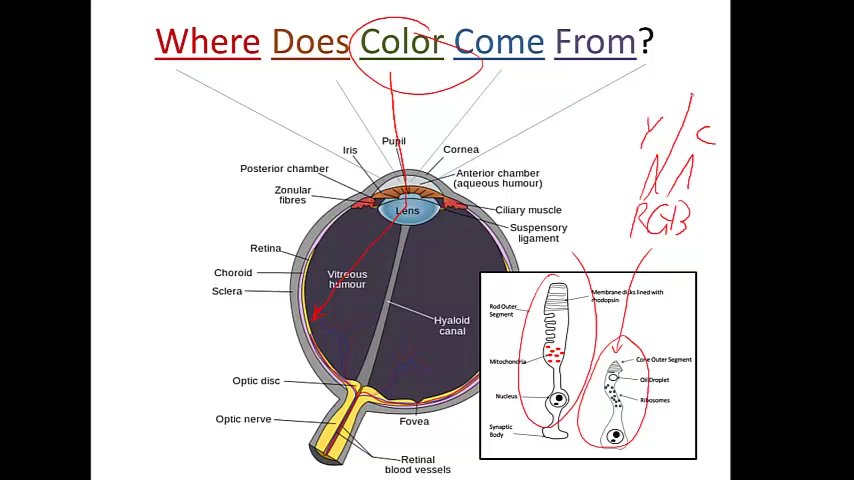 Where Does Color Come From?
Pupil
Iris
Cornea
Posterior chamber
Anterior chamber
(aqueous humour)
Zonular
fibres
Lens
Ciliary muscle
Suspensory
ligament
Retina
Choroid
Sclera
Vitreous
humour
Hyaloid
canal
Optic disc
Optic nerve
Fovea
Retinal
blood vessels
Y C
RGB
Rod Outer
Segment
Membrane disks lined with
rhodopsin
Mitochondria
Nucleus
Synaptic
Body
Cone Outer Segment
Oil Droplet
Ribosomes